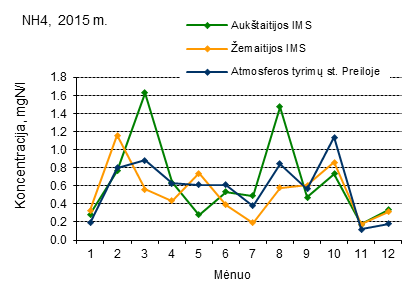 NH4, 2015 m.
Aukštaitijos IMS
Žemaitijos IMS
Atmosferos tyrimų st. Preiloje
Koncentracija, mgN/l
1.8
1.6
1.4
1.2
1.0
0.8
0.6
0.4
0.2
0.0
1 2 3 4 5 6 7 8 9 10 11 12
Mėnuo